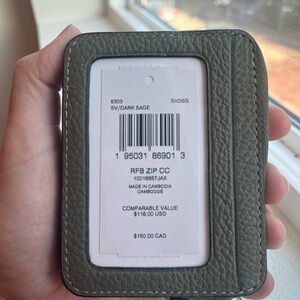 6303 SVDSG
SV/DARK SAGE
1 95031 86901 3
RFB ZIP CC
10016957JAX
MADE IN CAMBODIA
CAMBODGE
COMPARABLE VALUE
$118.00 USD
$150.00 CAD